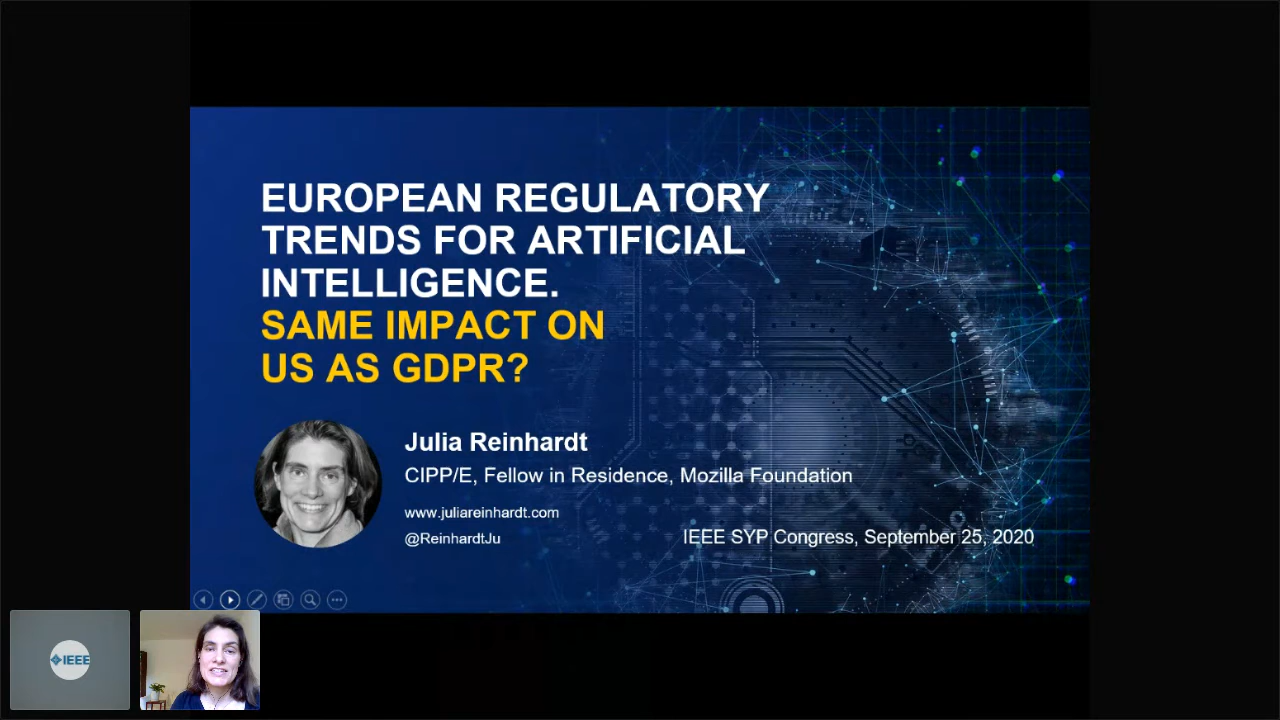 EUROPEAN REGULATORY
TRENDS FOR ARTIFICIAL
INTELLIGENCE.
SAME IMPACT ON
US AS GDPR?
Julia Reinhardt
CIPP/E, Fellow in Residence, Mozilla Foundation
www.juliareinhardt.com
@ReinhardtJu
IEEE SYP Congress, September 25, 2020
IEEE